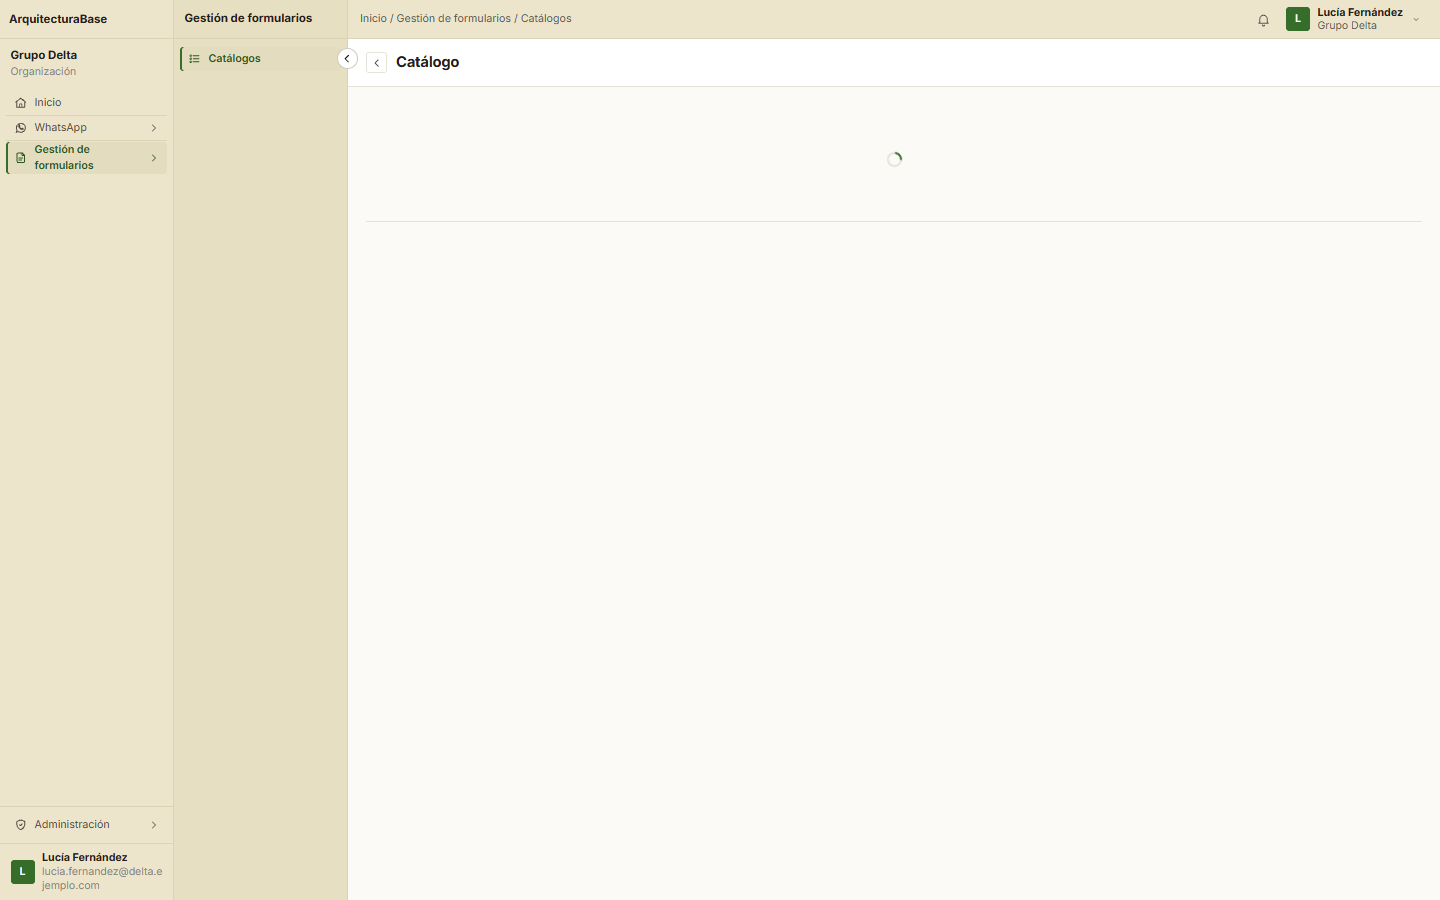 ArquitecturaBase
Grupo Delta
Organización
Inicio
WhatsApp
Gestión de
formularios
Administración
L
Lucía Fernández
lucia.fernandez@delta.e
jemplo.com
Gestión de formularios
Catálogos
Inicio / Gestión de formularios / Catálogos
L
Lucía Fernández
Grupo Delta
Catálogo